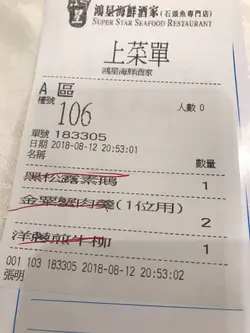 鴻星海鮮酒家(石頭魚專門店)
SUPER STAR SEAFOOD RESTAURANT
上菜單
鴻星海鮮酒家
A 區
檯號 106 人數 0
單號 183305
日期 2018-08-12 20:53:01
名稱 數量
黑松露素鵝 1
金粟蟹肉羹(1位用) 2
洋蔥煎牛柳 1
001 103 183305 2018-08-12 20:53:02
張明